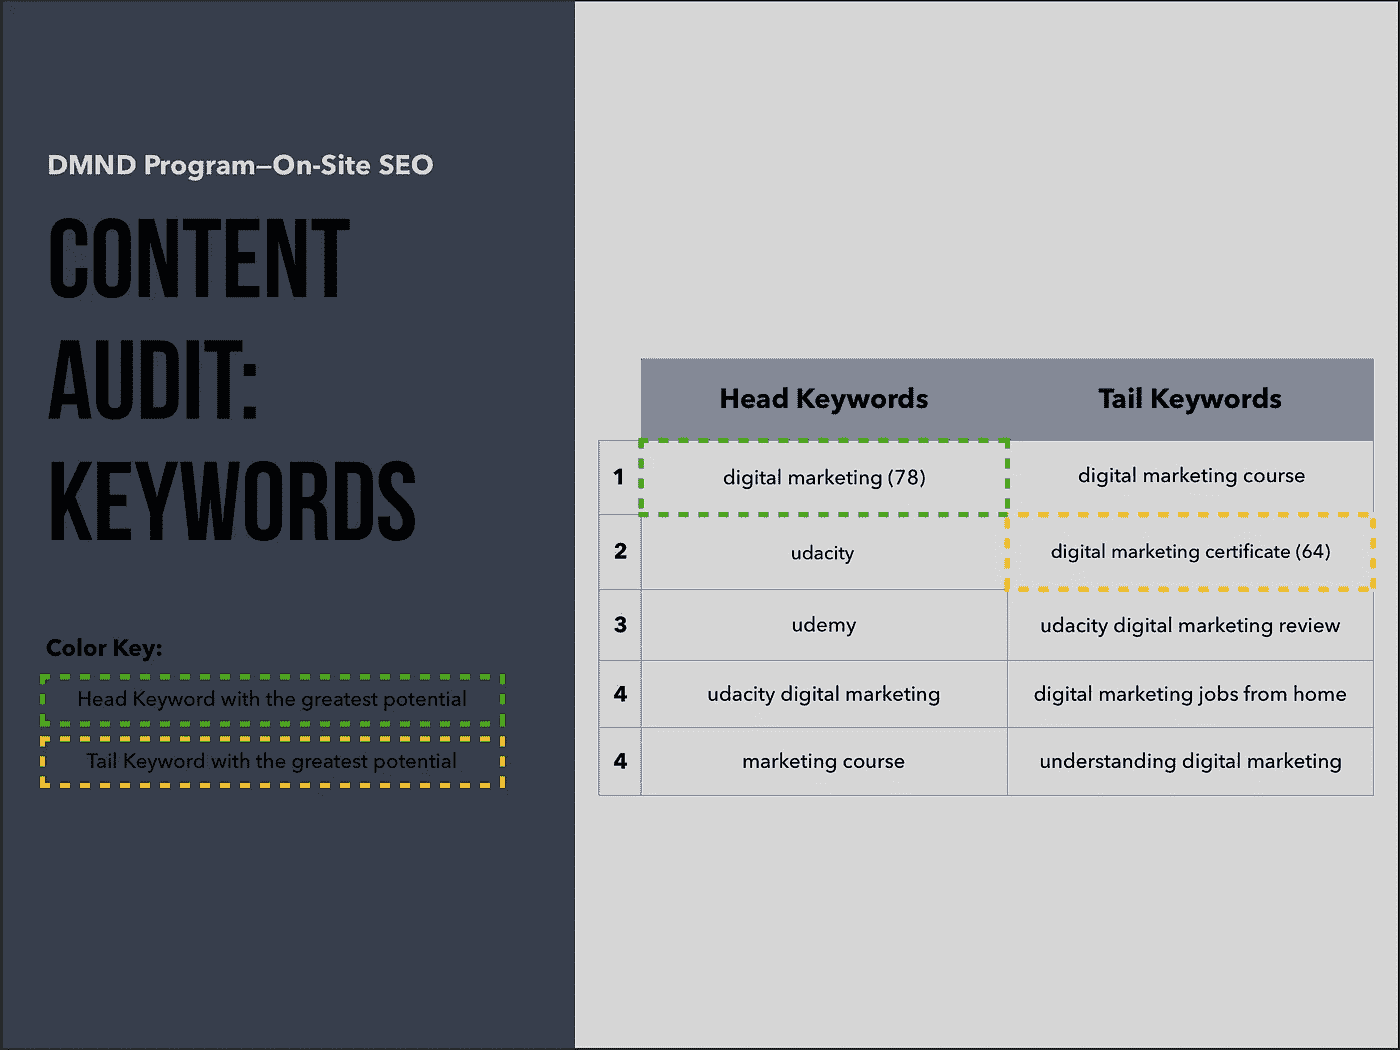 DMND Program—On-Site SEO
CONTENT
AUDIT:
KEYWORDS
Color Key:
Head Keyword with the greatest potential
Tail Keyword with the greatest potential
Head Keywords Tail Keywords
1 digital marketing (78) digital marketing course
2 udacity digital marketing certificate (64)
3 udemy udacity digital marketing review
4 udacity digital marketing digital marketing jobs from home
4 marketing course understanding digital marketing